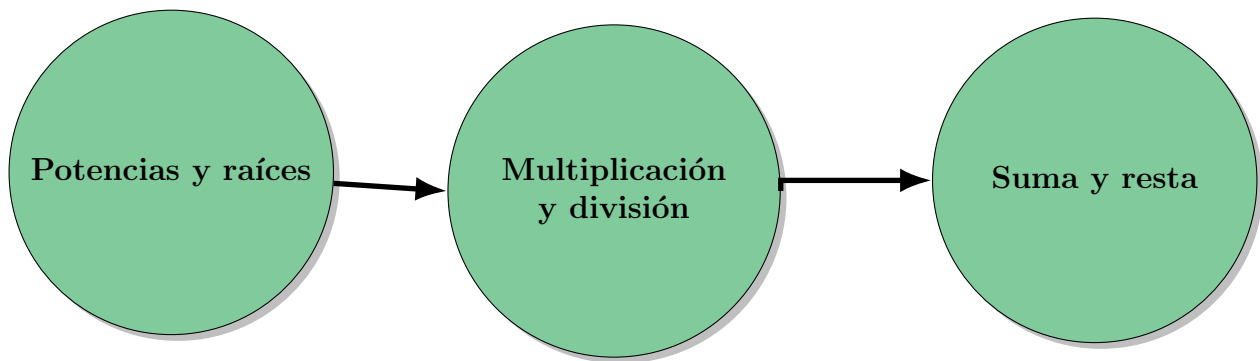 Potencias y raíces
Multiplicación
y división
Suma y resta